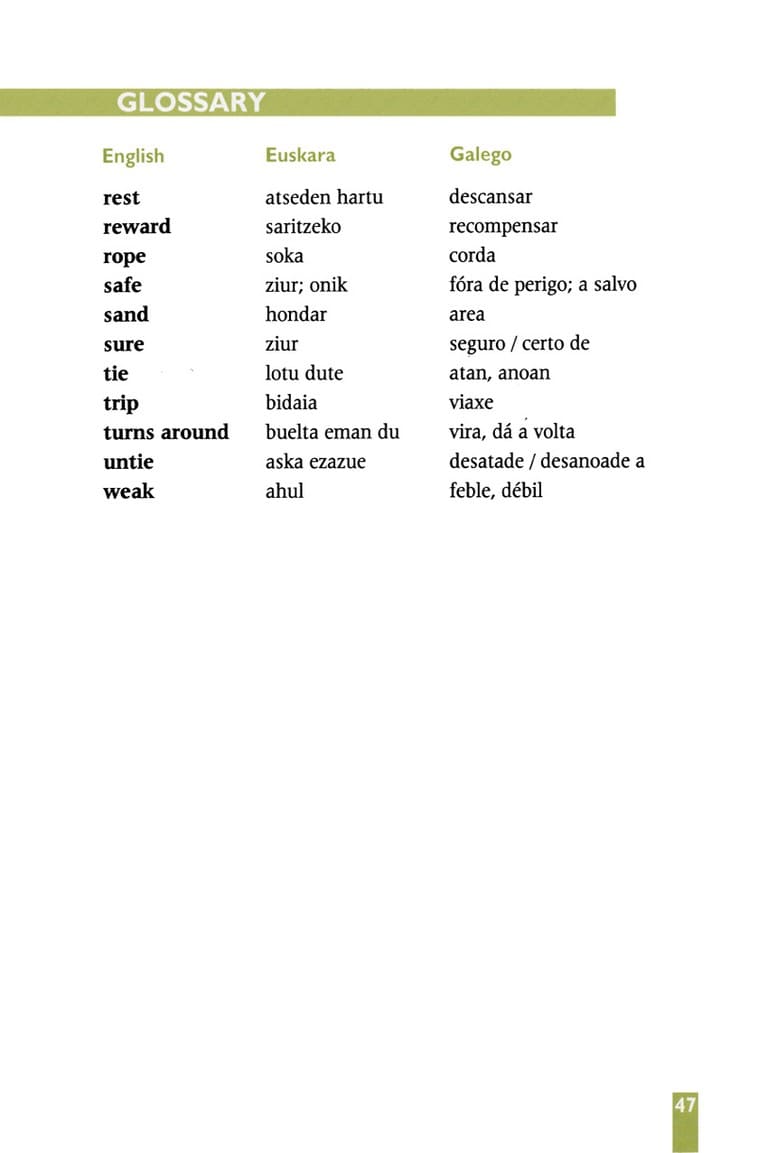 GLOSSARY
English Euskara Galego
rest atseden hartu descansar
reward saritzeko recompensar
rope soka corda
safe ziur; onik fóra de perigo; a salvo
sand hondar area
sure ziur seguro / certo de
tie lotu dute atan, anoan
trip bidaia viaxe
turns around buelta eman du vira, dá a volta
untie aska ezazue desatade / desanoade a
weak ahul feble, débil
47